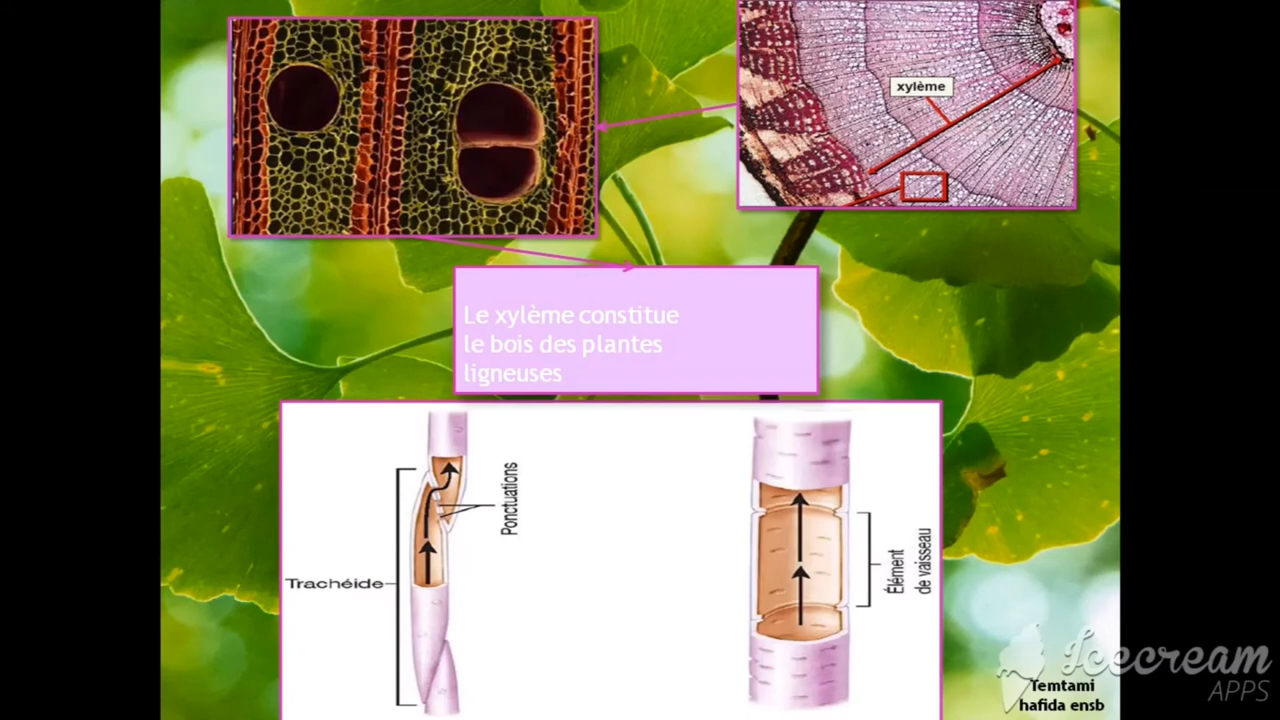 xylème
Le xylème constitue
le bois des plantes
ligneuses
Ponctuations
Trachéide
Élément
de vaisseau
Icecream
APPS
Temtami
hafida ensb